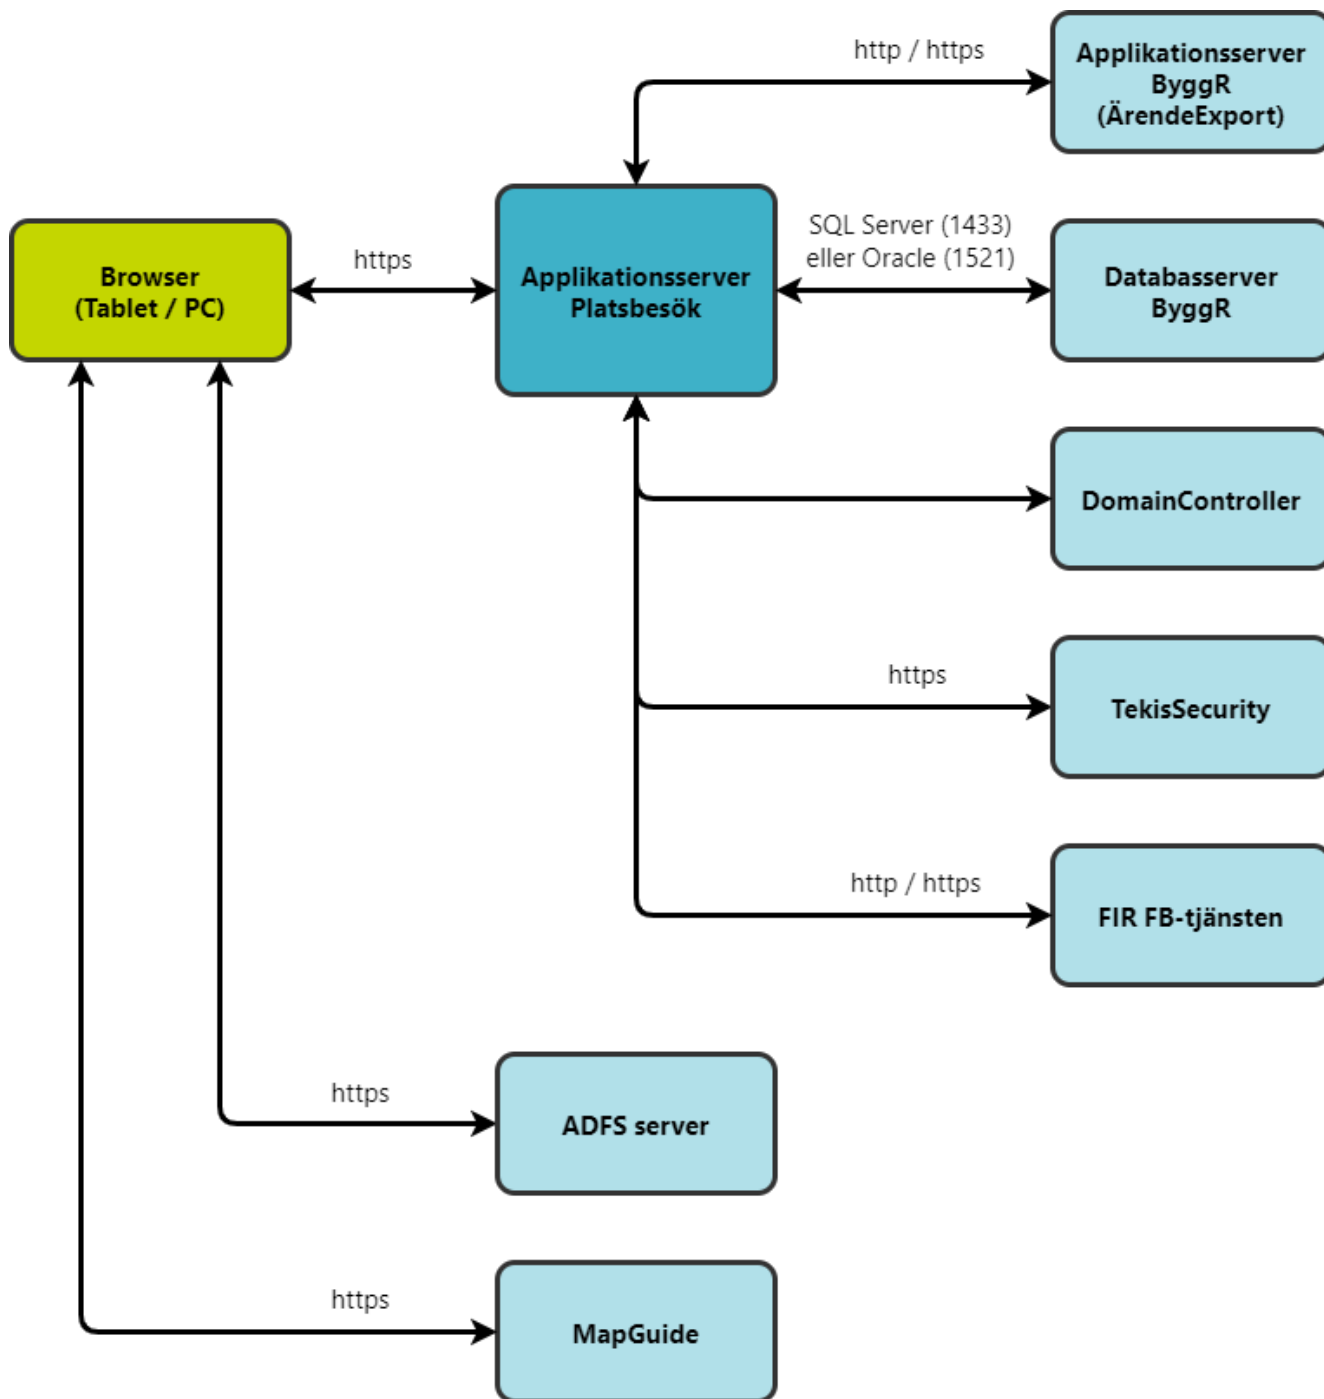 http / https
Applikationsserver
ByggR
(ÄrendeExport)
Browser
(Tablet / PC)
https
Applikationsserver
Platsbesök
SQL Server (1433)
eller Oracle (1521)
Databasserver
ByggR
DomainController
https
TekisSecurity
http / https
FIR FB-tjänsten
https
ADFS server
https
MapGuide